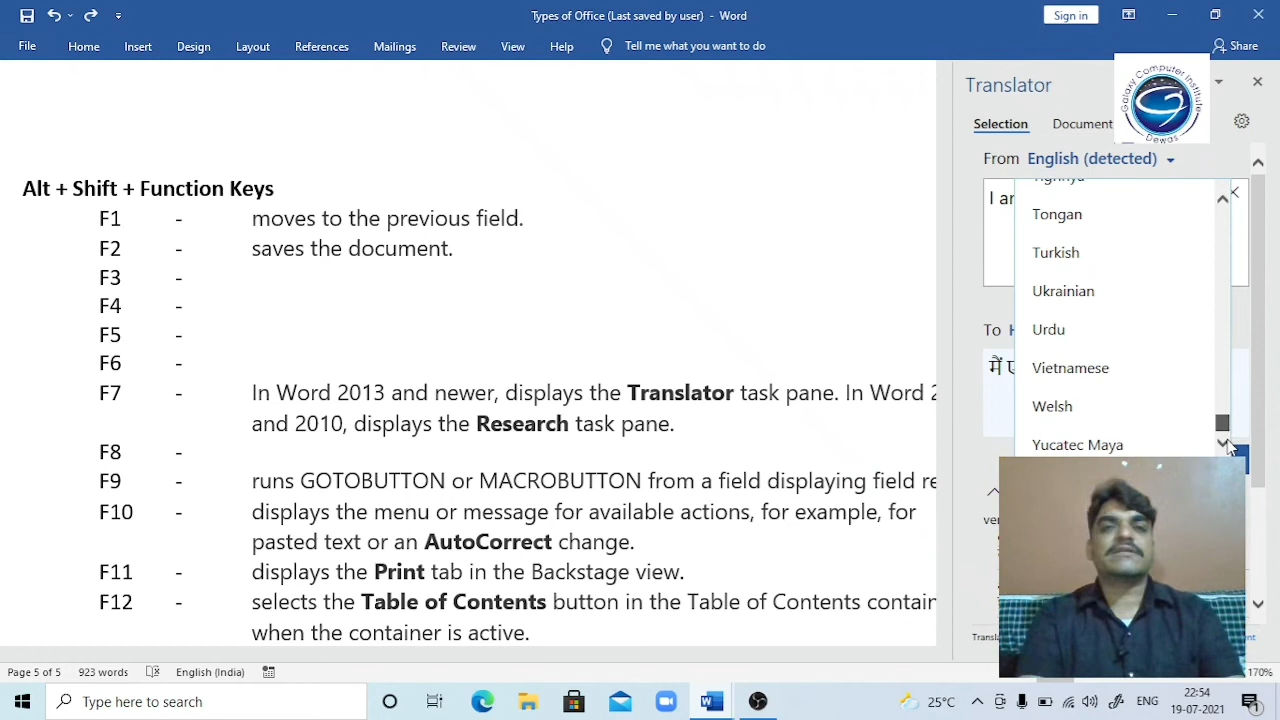 Types of Office (Last saved by user) - Word
Sign in
File Home Insert Design Layout References Mailings Review View Help Tell me what you want to do Share
Translator
Galaxy Computer Institute
Dewas
Selection Document
From English (detected)
Alt + Shift + Function Keys
I am
F1 - moves to the previous field.
Tongan
F2 - saves the document.
Turkish
F3 -
Ukrainian
F4 -
To
Urdu
F5 -
F6 -
में
Vietnamese
F7 - In Word 2013 and newer, displays the Translator task pane. In Word 2
Welsh
and 2010, displays the Research task pane.
Yucatec Maya
F8 -
F9 - runs GOTOBUTTON or MACROBUTTON from a field displaying field re
F10 - displays the menu or message for available actions, for example, for
pasted text or an AutoCorrect change.
F11 - displays the Print tab in the Backstage view.
F12 - selects the Table of Contents button in the Table of Contents contain
when the container is active.
Page 5 of 5 923 words English (India) 170%
Type here to search
25°C ENG
22:54
19-07-2021